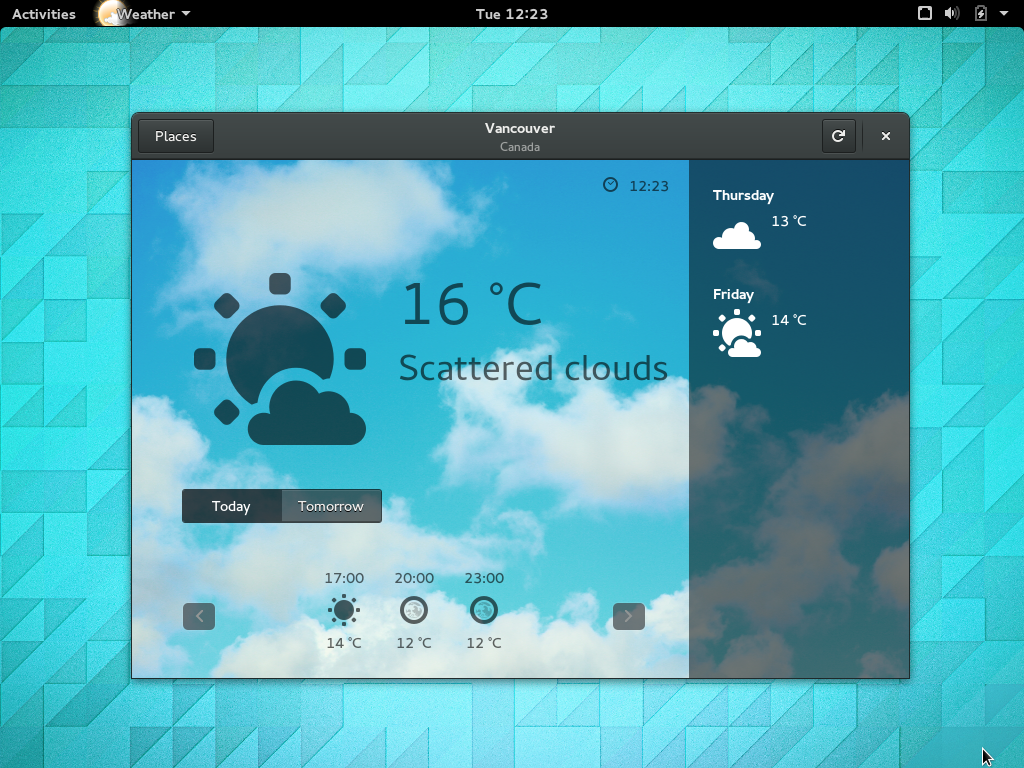 Activities Weather Tue 12:23
Places Vancouver
Canada
12:23
16 °C
Scattered clouds
Today Tomorrow
17:00 20:00 23:00
14 °C 12 °C 12 °C
Thursday
13 °C
Friday
14 °C